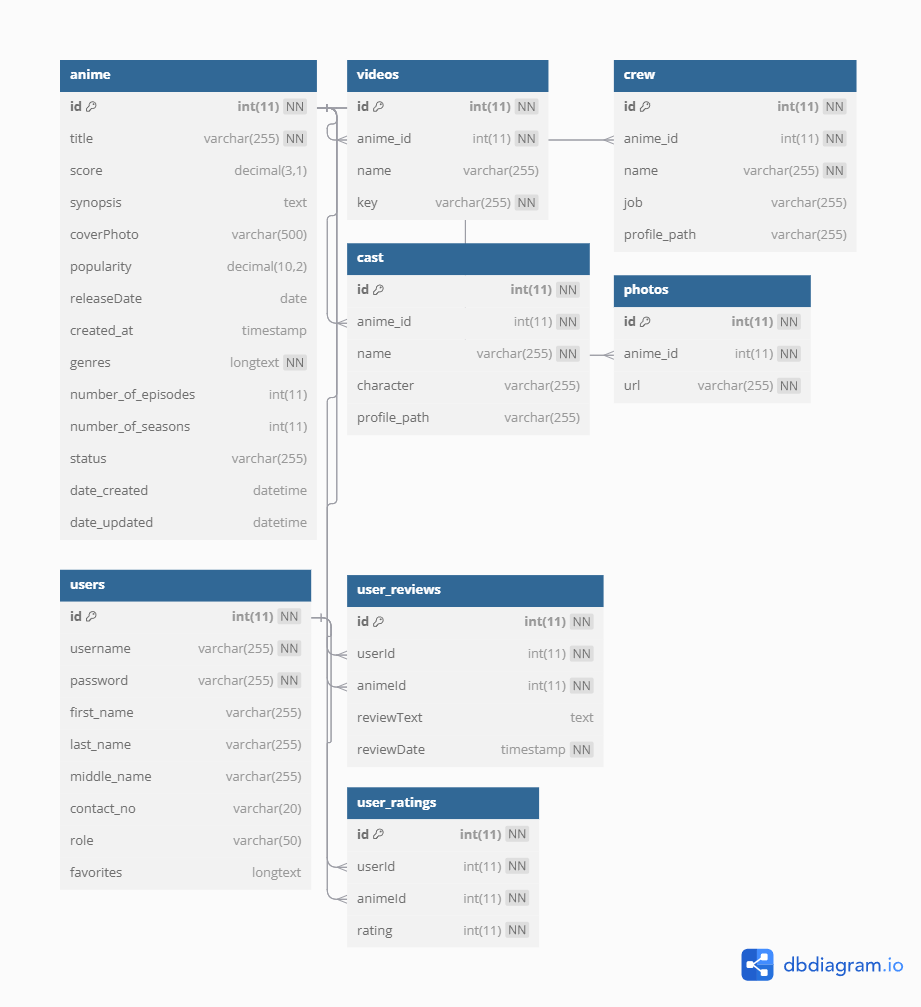 anime
id int(11) NN
title varchar(255) NN
score decimal(3,1)
synopsis text
coverPhoto varchar(500)
popularity decimal(10,2)
releaseDate date
created_at timestamp
genres longtext NN
number_of_episodes int(11)
number_of_seasons int(11)
status varchar(255)
date_created datetime
date_updated datetime
videos
id int(11) NN
anime_id int(11) NN
name varchar(255)
key varchar(255) NN
crew
id int(11) NN
anime_id int(11) NN
name varchar(255) NN
job varchar(255)
profile_path varchar(255)
cast
id int(11) NN
anime_id int(11) NN
name varchar(255) NN
character varchar(255)
profile_path varchar(255)
photos
id int(11) NN
anime_id int(11) NN
url varchar(255) NN
users
id int(11) NN
username varchar(255) NN
password varchar(255) NN
first_name varchar(255)
last_name varchar(255)
middle_name varchar(255)
contact_no varchar(20)
role varchar(50)
favorites longtext
user_reviews
id int(11) NN
userId int(11) NN
animeId int(11) NN
reviewText text
reviewDate timestamp NN
user_ratings
id int(11) NN
userId int(11) NN
animeId int(11) NN
rating int(11) NN
dbdiagram.io